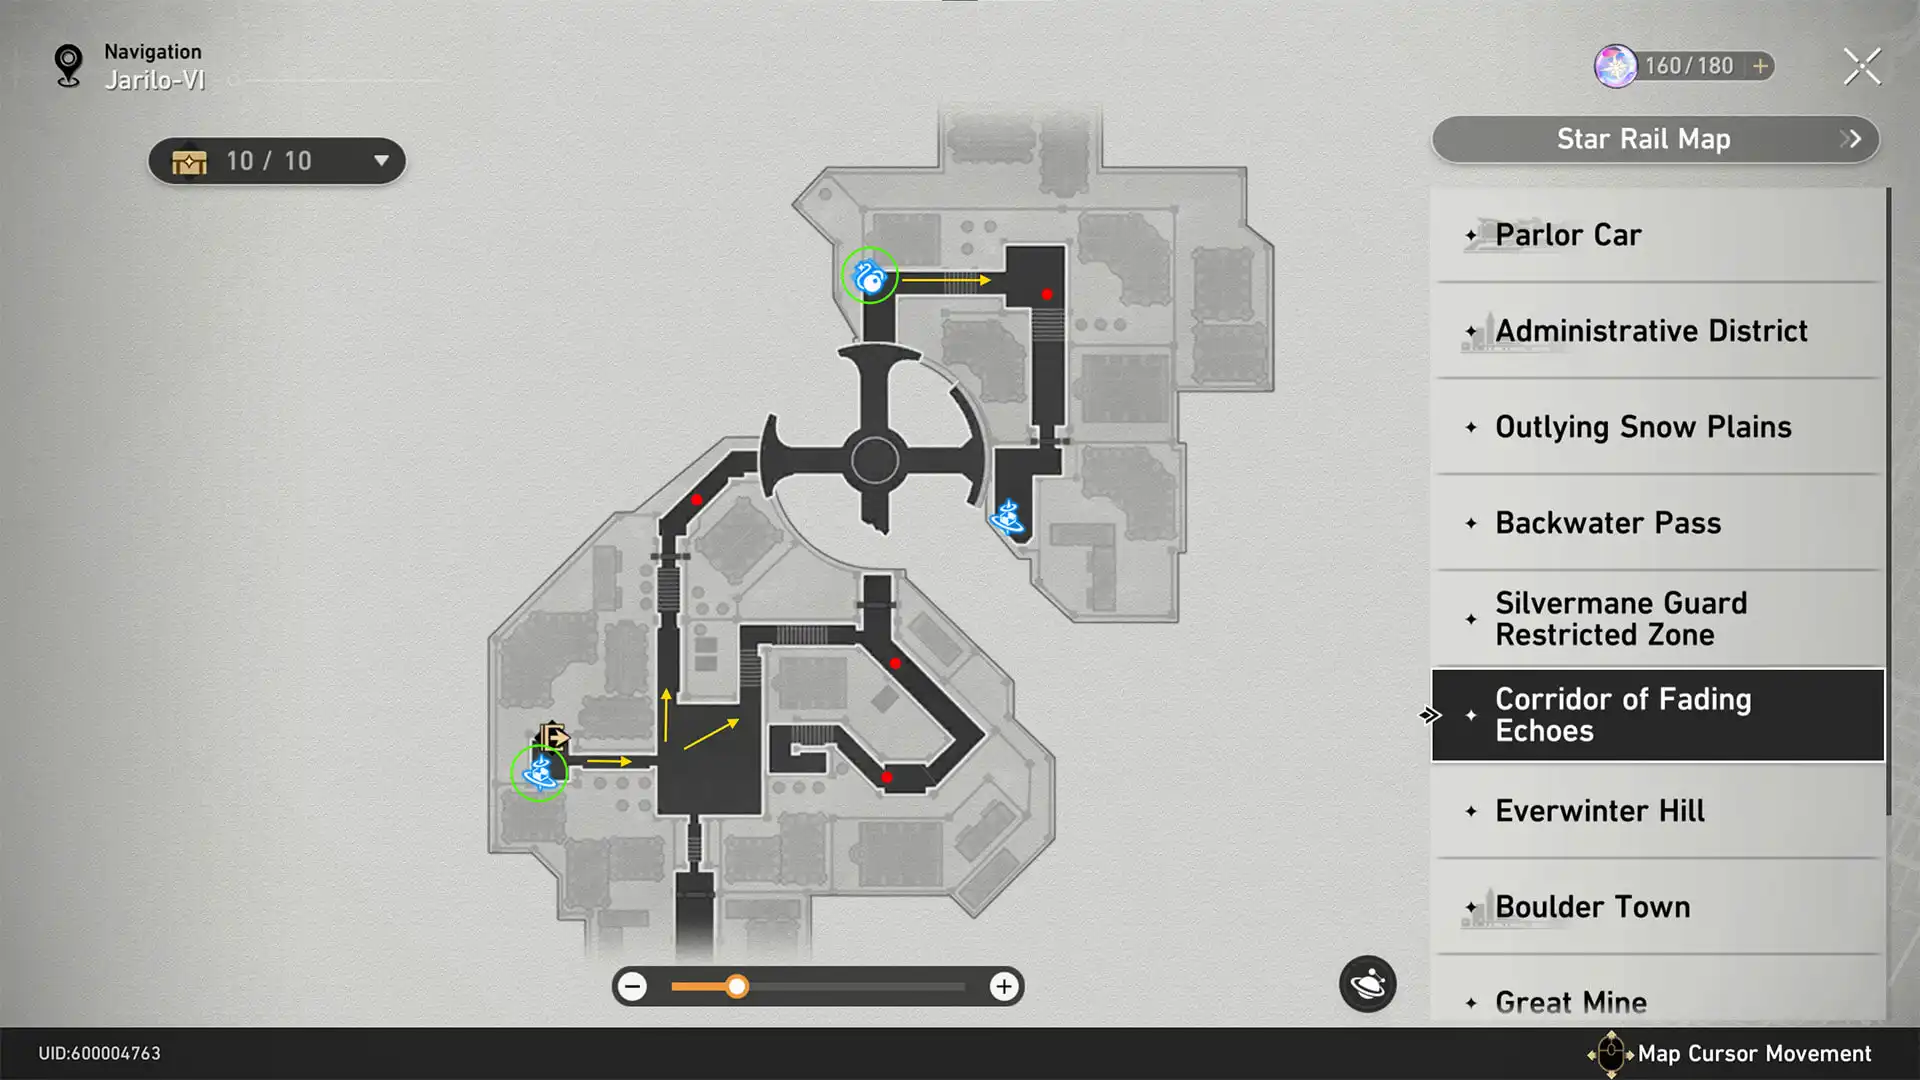 Navigation
Jarilo-VI
160/180
10 / 10
Star Rail Map
Parlor Car
Administrative District
Outlying Snow Plains
Backwater Pass
Silvermane Guard
Restricted Zone
Corridor of Fading
Echoes
Everwinter Hill
Boulder Town
Great Mine
UID:600004763
Map Cursor Movement